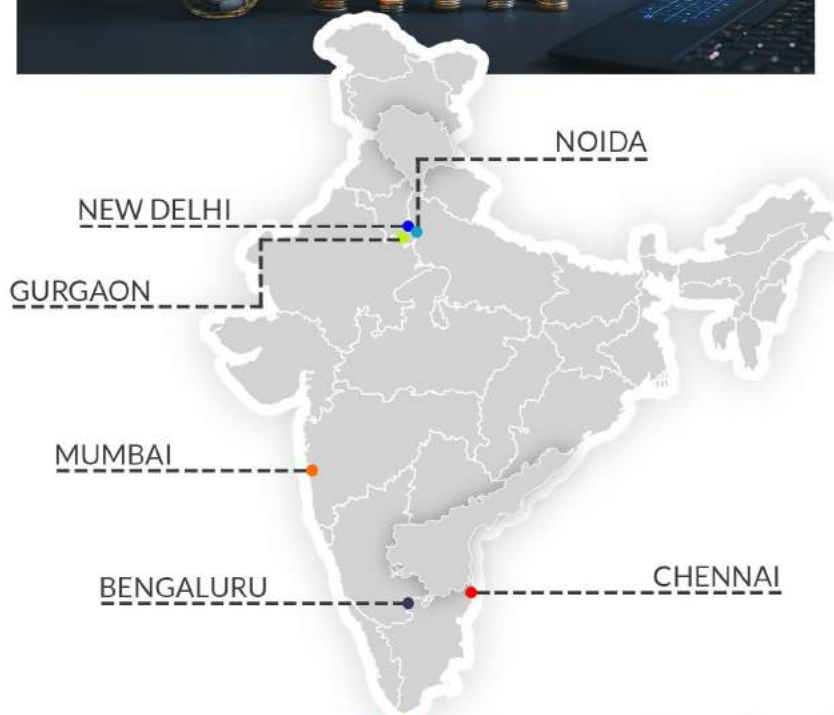 NOIDA
NEW DELHI
GURGAON
MUMBAI
BENGALURU
CHENNAI